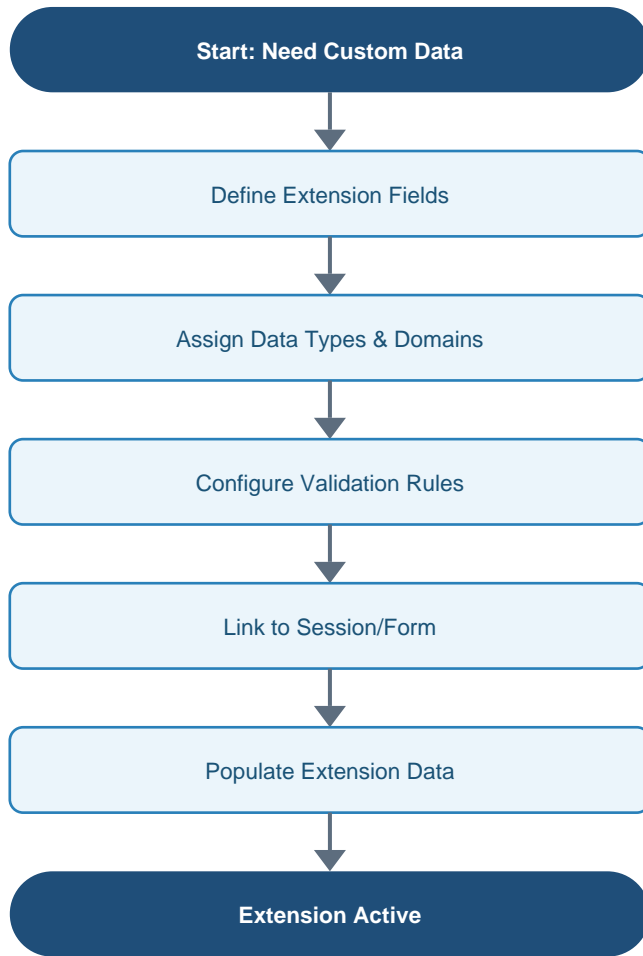 Start: Need Custom Data
Define Extension Fields
Assign Data Types & Domains
Configure Validation Rules
Link to Session/Form
Populate Extension Data
Extension Active